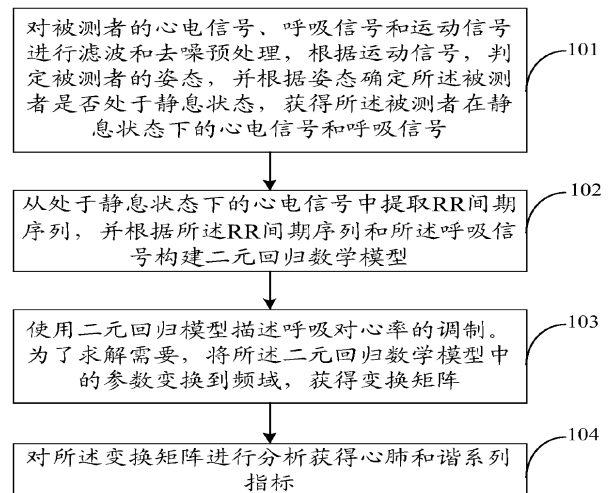 对被测者的心电信号、呼吸信号和运动信号
进行滤波和去噪预处理，根据运动信号，判
定被测者的姿态，并根据姿态确定所述被测
者是否处于静息状态，获得所述被测者在静
息状态下的心电信号和呼吸信号
101
从处于静息状态下的心电信号中提取RR间期
序列，并根据所述RR间期序列和所述呼吸信
号构建二元回归数学模型
102
使用二元回归模型描述呼吸对心率的调制。
为了求解需要，将所述二元回归数学模型中
的参数变换到频域，获得变换矩阵
103
对所述变换矩阵进行分析获得心肺和谐系列
指标
104